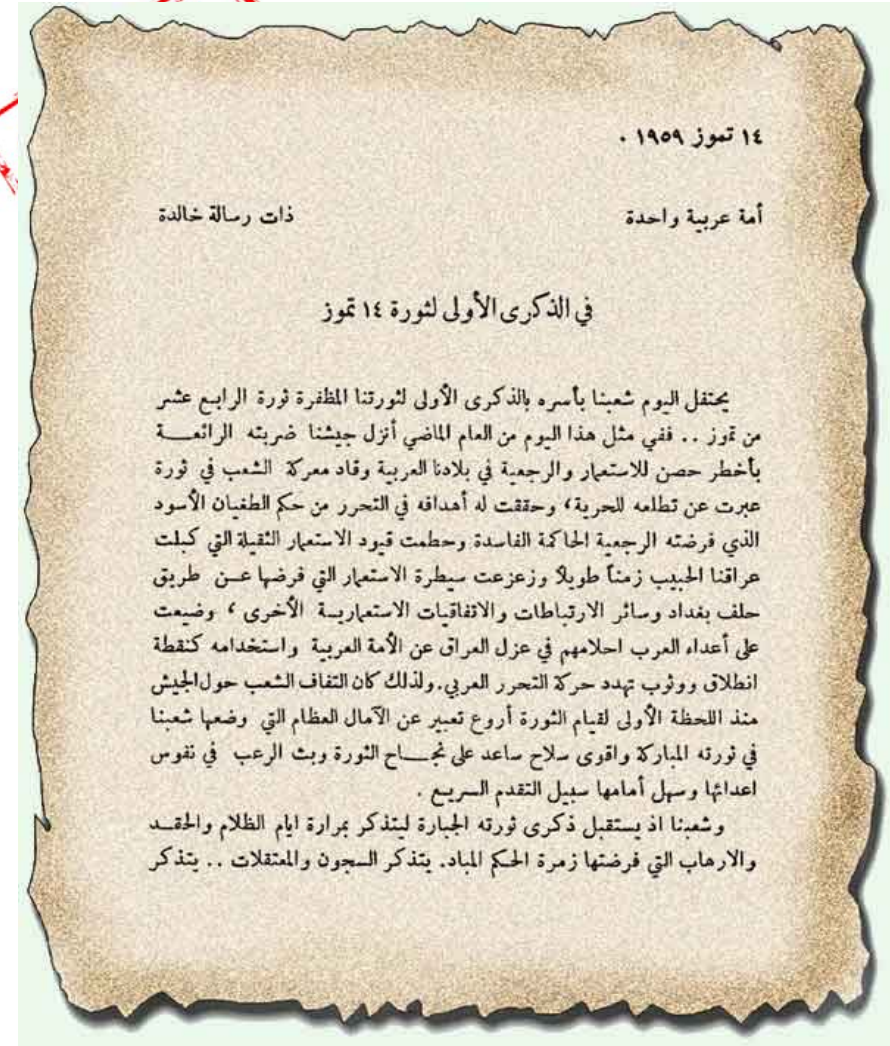 ١٤ تموز ١٩٥٩ .
أمة عربية واحدة ذات رسالة خالدة
في الذكرى الأولى لثورة ١٤ تموز
يحتفل اليوم شعبنا بأسره بالذكرى الأولى لثورتنا المظفرة ثورة الرابع عشر
من تموز .. ففي مثل هذا اليوم من العام الماضي أنزل جيشنا ضربته الرائعة
بأخطر حصن للاستعمار والرجعية في بلادنا العربية وقاد معركة الشعب في ثورة
عبرت عن تطلعه للحرية، وحققت له أهدافه في التحرر من حكم الطغيان الأسود
الذي فرضته الرجعية الحاكمة الفاسدة وحطمت قيود الاستعمار الثقيلة التي كبلت
عراقنا الحبيب زمناً طويلاً وزعزعت سيطرة الاستعمار التي فرضها عن طريق
حلف بغداد وسائر الارتباطات والاتفاقيات الاستعمارية الأخرى ، وضيعت
على أعداء العرب احلامهم في عزل العراق عن الأمة العربية واستخدامه كنقطة
انطلاق ووثوب تهدد حركة التحرر العربي. ولذلك كان التفاف الشعب حول الجيش
منذ اللحظة الأولى لقيام الثورة أروع تعبير عن الآمال العظام التي وضعها شعبنا
في ثورته المباركة واقوى سلاح ساعد على نجاح الثورة وبث الرعب في نفوس
اعدائها وسهل أمامها سبيل التقدم السريع .
وشعبنا اذ يستقبل ذكرى ثورته الجبارة ليتذكر بمرارة ايام الظلام والحقد
والارهاب التي فرضتها زمرة الحكم المباد. يتذكر السجون والمعتقلات .. يتذكر